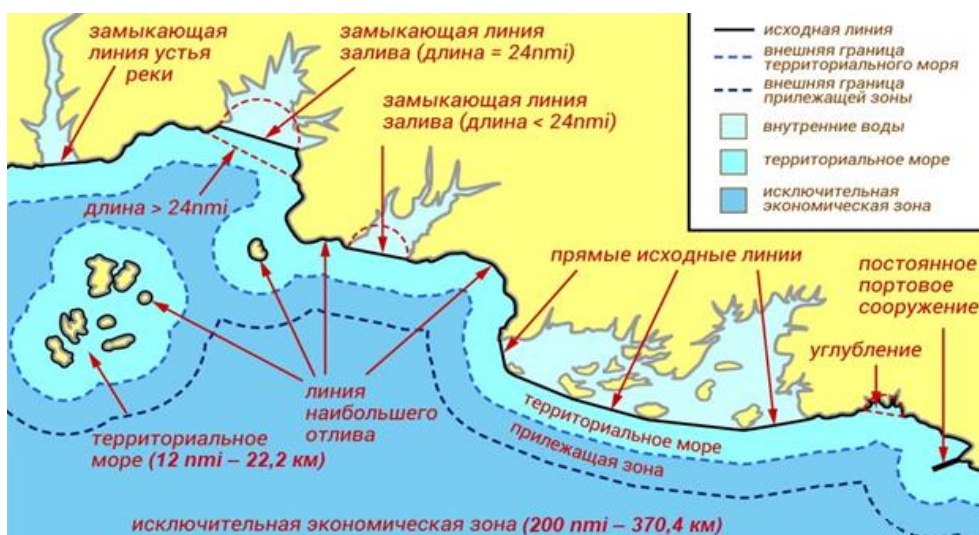 замыкающая
линия устья
реки
замыкающая линия
залива (длина = 24nmi)
замыкающая линия
залива (длина < 24nmi)
длина > 24nmi
исходная линия
внешняя граница
территориального моря
внешняя граница
прилежащей зоны
внутренние воды
территориальное море
исключительная
экономическая зона
прямые исходные линии
постоянное
портовое
сооружение
углубление
линия
наибольшего
отлива
территориальное
море (12 nmi – 22,2 км)
территориальное море
прилежащая зона
исключительная экономическая зона (200 nmi – 370,4 км)